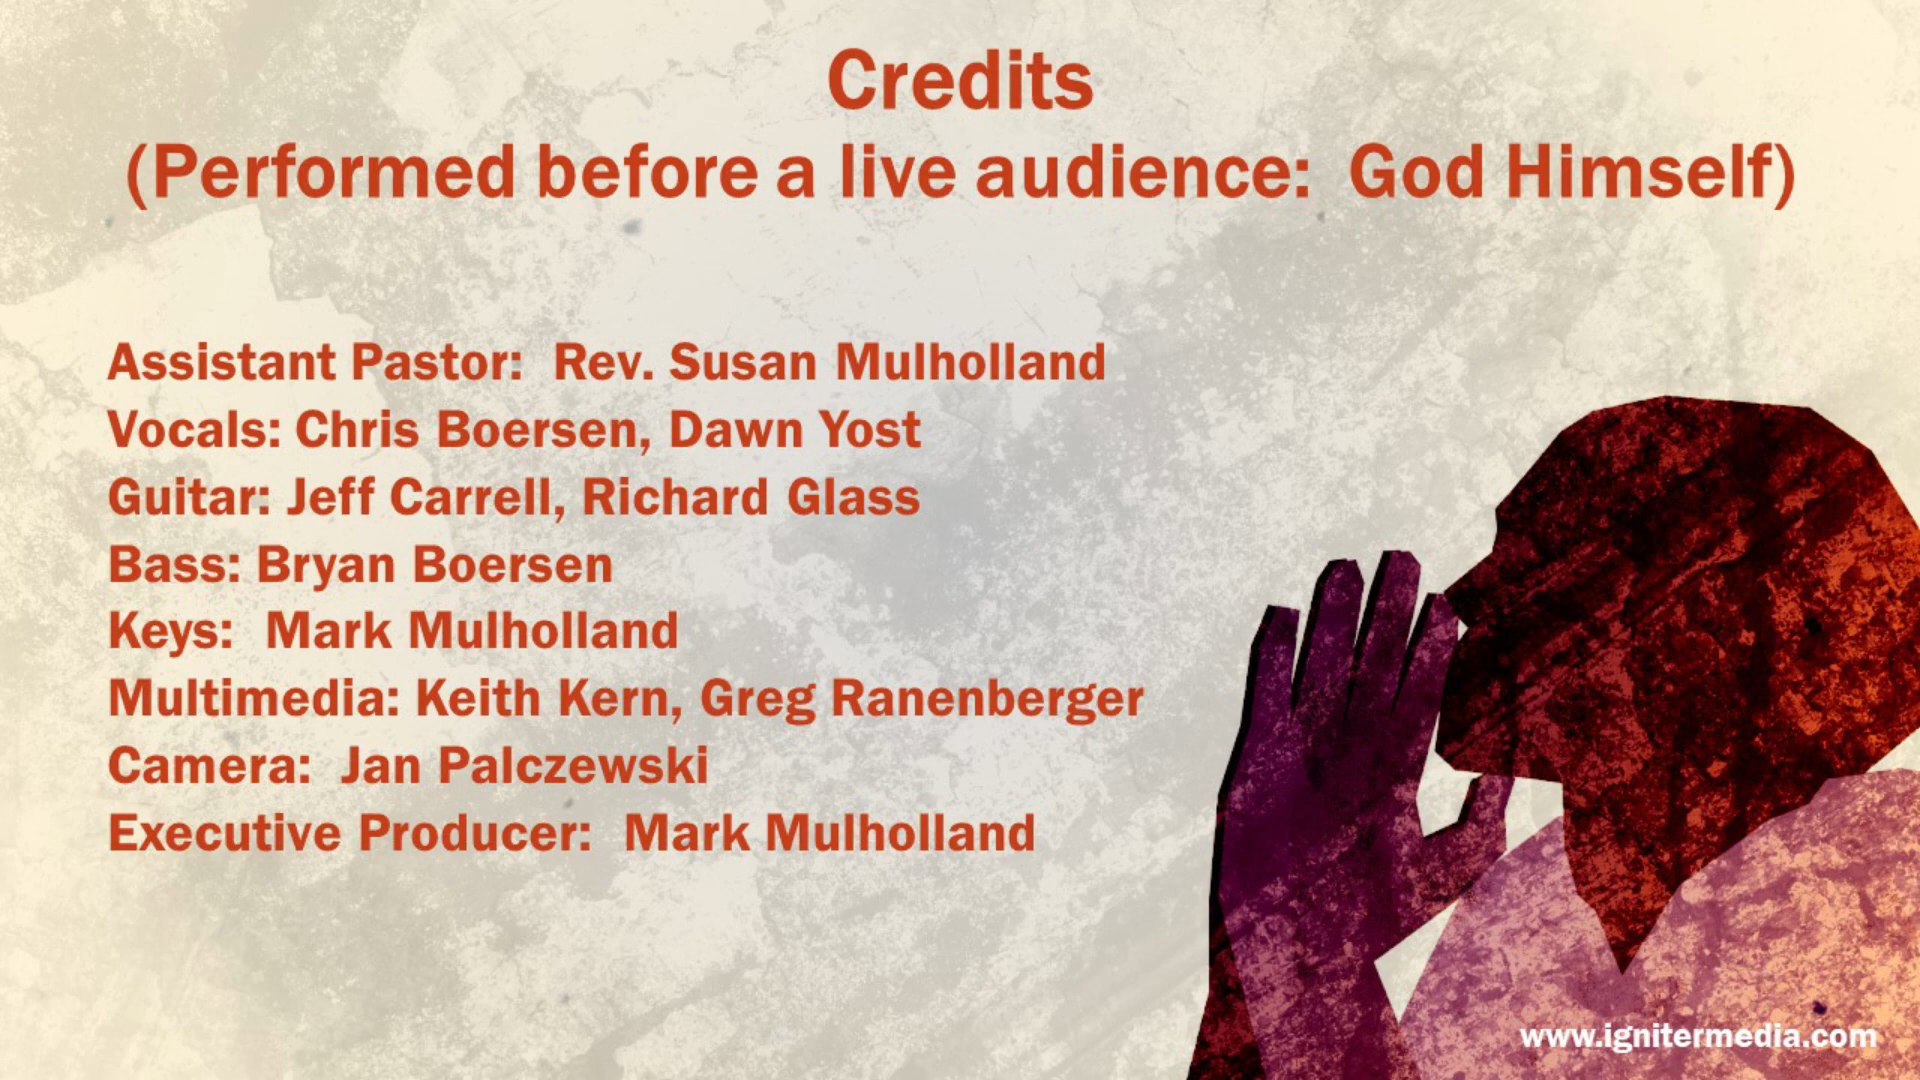 Credits
(Performed before a live audience:  God Himself)
Assistant Pastor:  Rev. Susan Mulholland
Vocals: Chris Boersen, Dawn Yost
Guitar: Jeff Carrell, Richard Glass
Bass: Bryan Boersen
Keys:  Mark Mulholland
Multimedia: Keith Kern, Greg Ranenberger
Camera:  Jan Palczewski
Executive Producer:  Mark Mulholland
www.ignitermedia.com